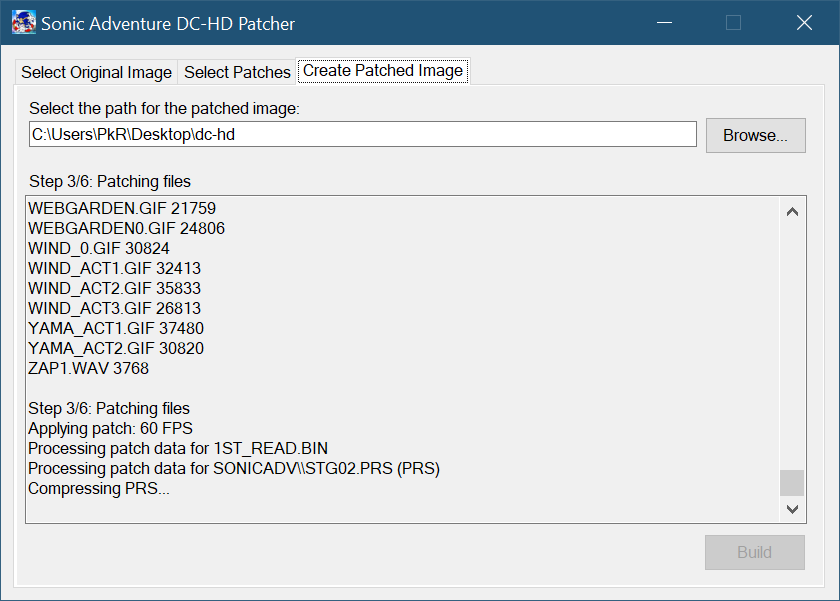 Sonic Adventure DC-HD Patcher
Select Original Image Select Patches Create Patched Image
Select the path for the patched image:
C:\Users\PkR\Desktop\dc-hd Browse...
Step 3/6: Patching files
WEBGARDEN.GIF 21759
WEBGARDEN0.GIF 24806
WIND_0.GIF 30824
WIND_ACT1.GIF 32413
WIND_ACT2.GIF 35833
WIND_ACT3.GIF 26813
YAMA_ACT1.GIF 37480
YAMA_ACT2.GIF 30820
ZAP1.WAV 3768
Step 3/6: Patching files
Applying patch: 60 FPS
Processing patch data for 1ST_READ.BIN
Processing patch data for SONICADV\\STG02.PRS (PRS)
Compressing PRS...
Build